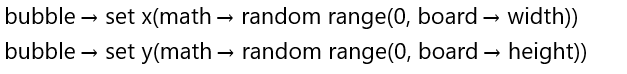 bubble → set x(math → random range(0, board → width))
bubble → set y(math → random range(0, board → height))